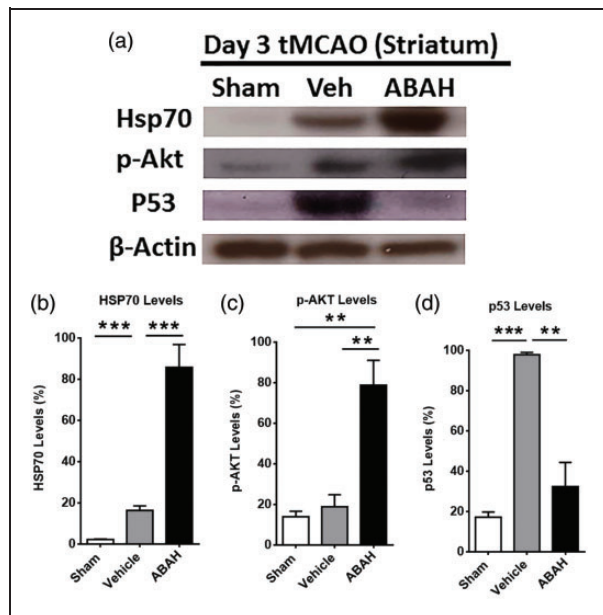 (a)
Day 3 tMCAO (Striatum)
Sham Veh ABAH
Hsp70
p-Akt
P53
β-Actin
(b) HSP70 Levels
*** ***
HSP70 Levels (%)
100
80
60
40
20
0
Sham
Vehicle
ABAH
(c) p-AKT Levels
**
**
p-AKT Levels (%)
100
80
60
40
20
0
Sham
Vehicle
ABAH
(d) p53 Levels
*** **
p53 Levels (%)
100
80
60
40
20
0
Sham
Vehicle
ABAH